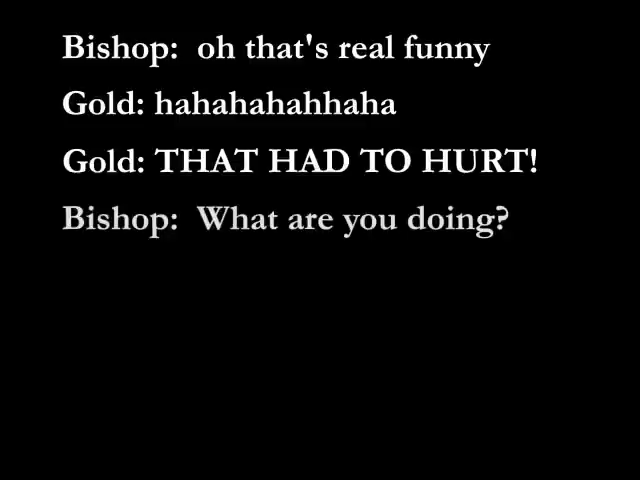 Bishop:  oh that's real funny
Gold: hahahahahhaha
Gold: THAT HAD TO HURT!
Bishop:  What are you doing?